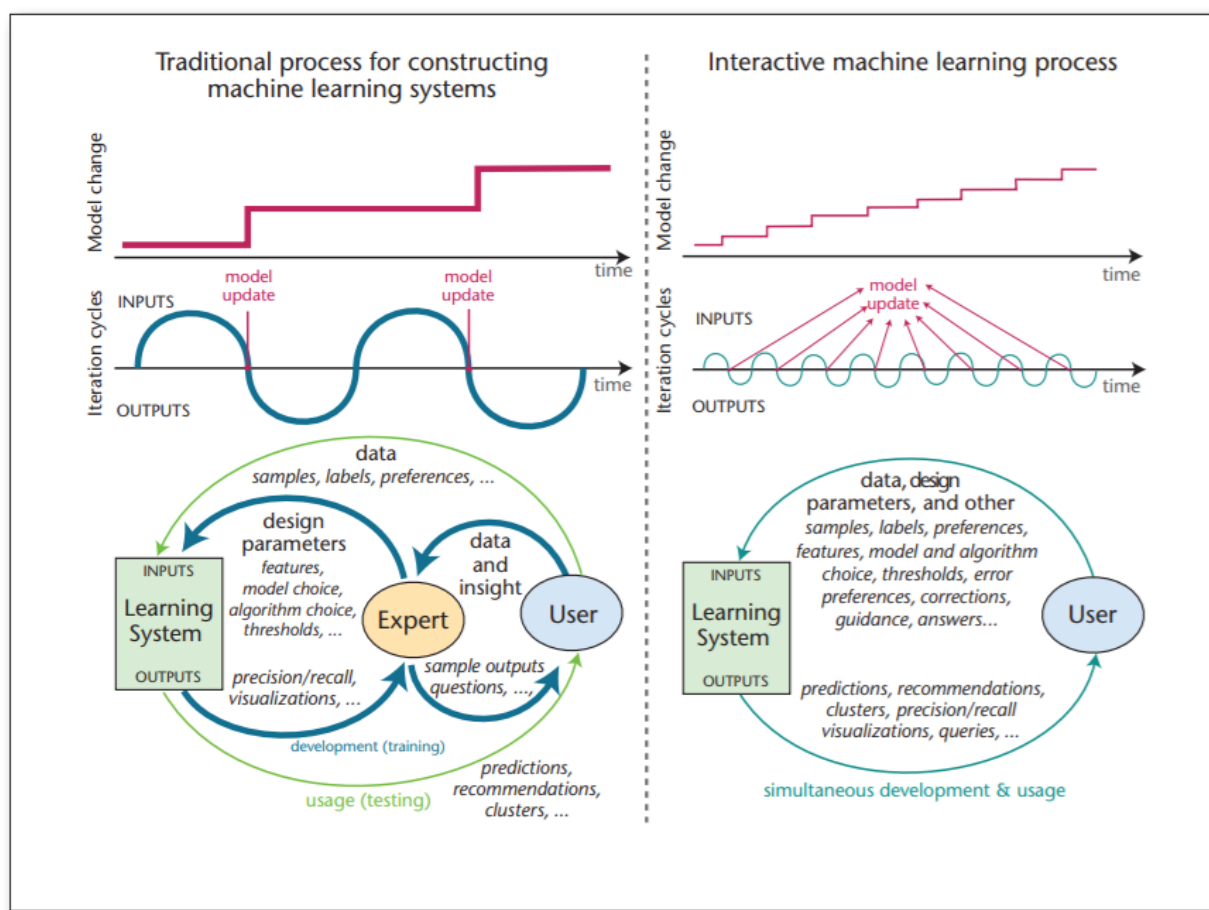 Traditional process for constructing
machine learning systems
Model change
time
model
update
model
update
Iteration cycles
INPUTS
OUTPUTS
time
data
samples, labels, preferences, ...
design
parameters
features,
model choice,
algorithm choice,
thresholds, ...
data
and
insight
INPUTS
Learning
System
OUTPUTS
Expert
User
precision/recall,
visualizations, ...
sample outputs
questions, ...,
development (training)
usage (testing)
predictions,
recommendations,
clusters, ...
Interactive machine learning process
Model change
time
model
update
Iteration cycles
INPUTS
OUTPUTS
time
data, design
parameters, and other
samples, labels, preferences,
features, model and algorithm
choice, thresholds, error
preferences, corrections,
guidance, answers...
INPUTS
Learning
System
OUTPUTS
User
predictions, recommendations,
clusters, precision/recall
visualizations, queries, ...
simultaneous development & usage